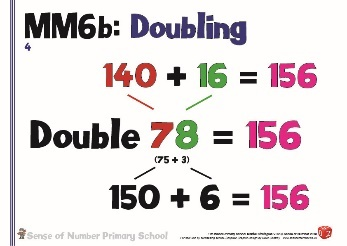 MM6b: Doubling
4
140 + 16 = 156
Double 78 = 156
(75 + 3)
150 + 6 = 156
Sense of Number Primary School